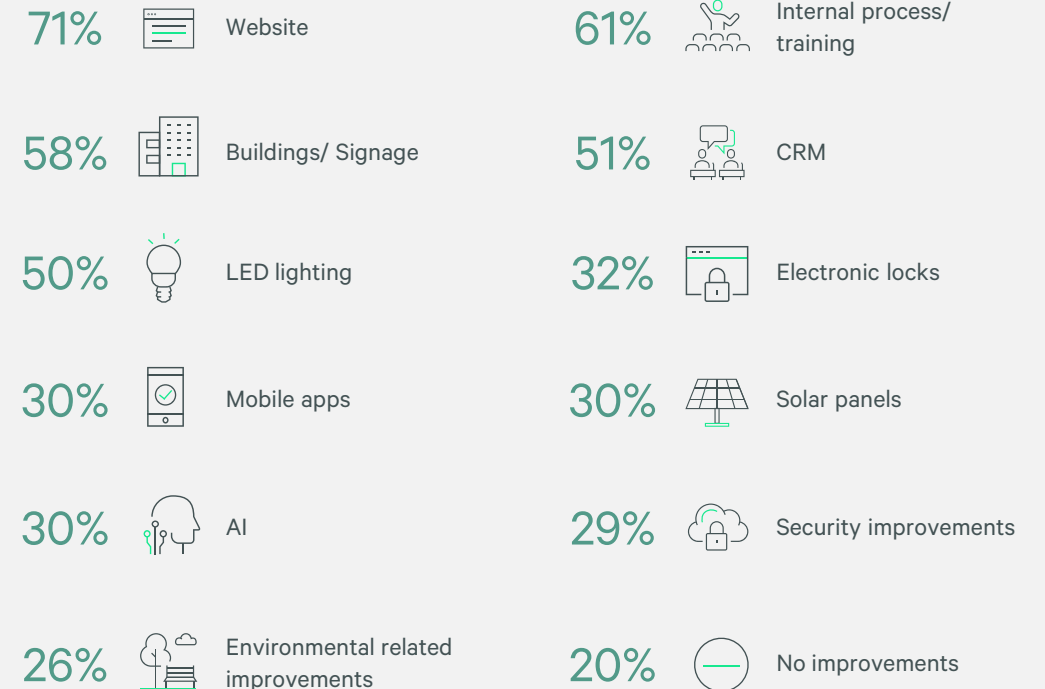 71%
Website
61%
Internal process/
training
58%
Buildings/ Signage
51%
CRM
50%
LED lighting
32%
Electronic locks
30%
Mobile apps
30%
Solar panels
30%
AI
29%
Security improvements
26%
Environmental related
improvements
20%
No improvements